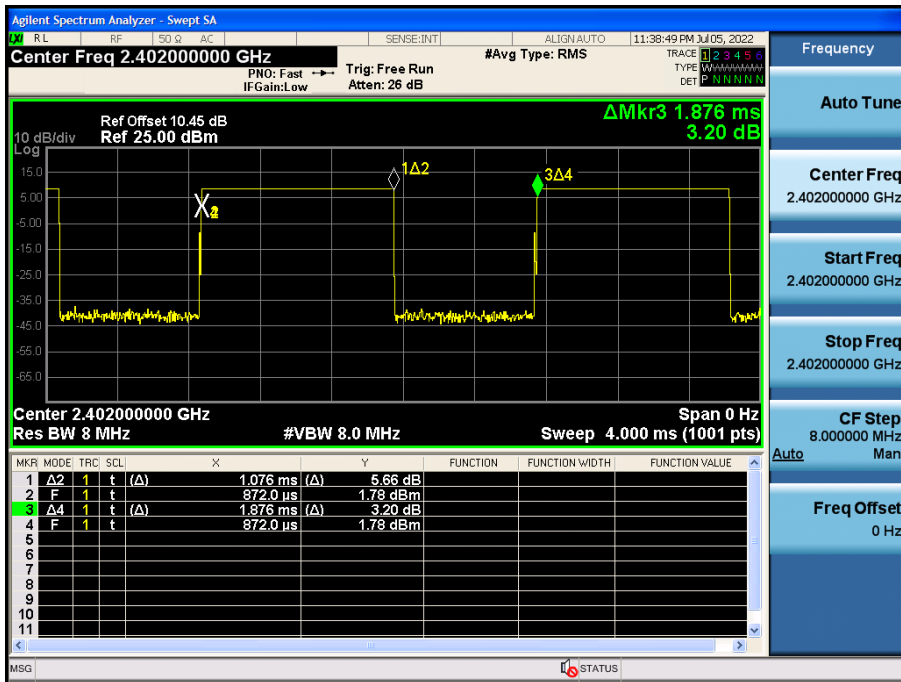 Agilent Spectrum Analyzer - Swept SA
LXI RL RF 50 Ω AC SENSE:INT ALIGN AUTO 11:38:49 PM Jul 05, 2022
Center Freq 2.402000000 GHz
#Avg Type: RMS
TRACE 1 2 3 4 5 6
TYPE WWWWWW
DET P N N N N N
PNO: Fast
IFGain:Low
Trig: Free Run
Atten: 26 dB
Frequency
Auto Tune
Center Freq
2.402000000 GHz
Start Freq
2.402000000 GHz
Stop Freq
2.402000000 GHz
CF Step
8.000000 MHz
Auto Man
Freq Offset
0 Hz
ΔMkr3 1.876 ms
3.20 dB
Ref Offset 10.45 dB
10 dB/div Ref 25.00 dBm
Log
15.0
5.00
-5.00
-15.0
-25.0
-35.0
-45.0
-55.0
-65.0
1Δ2
3Δ4
Center 2.402000000 GHz Span 0 Hz
Res BW 8 MHz #VBW 8.0 MHz Sweep 4.000 ms (1001 pts)
MKR MODE TRC SCL X Y FUNCTION FUNCTION WIDTH FUNCTION VALUE
1 Δ2 1 t (Δ) 1.076 ms (Δ) 5.66 dB
2 F 1 t 872.0 µs 1.78 dBm
3 Δ4 1 t (Δ) 1.876 ms (Δ) 3.20 dB
4 F 1 t 872.0 µs 1.78 dBm
5
6
7
8
9
10
11
MSG STATUS